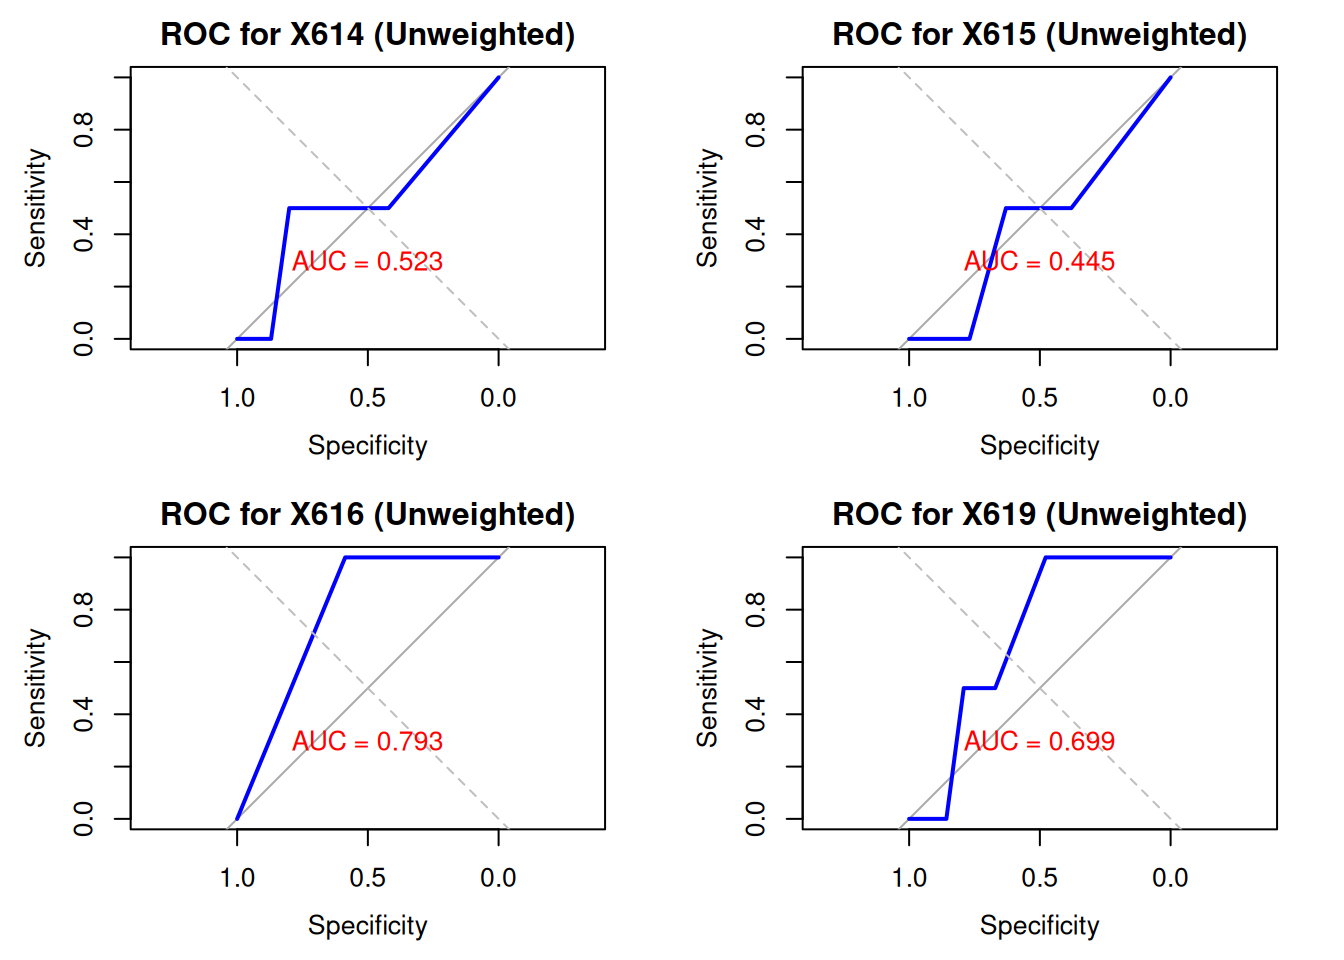 ROC for X614 (Unweighted)
Sensitivity
0.0 0.4 0.8
AUC = 0.523
1.0 0.5 0.0
Specificity
ROC for X615 (Unweighted)
Sensitivity
0.0 0.4 0.8
AUC = 0.445
1.0 0.5 0.0
Specificity
ROC for X616 (Unweighted)
Sensitivity
0.0 0.4 0.8
AUC = 0.793
1.0 0.5 0.0
Specificity
ROC for X619 (Unweighted)
Sensitivity
0.0 0.4 0.8
AUC = 0.699
1.0 0.5 0.0
Specificity